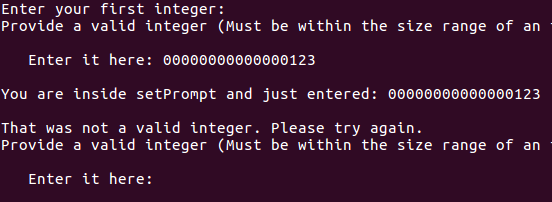 Enter your first integer:
Provide a valid integer (Must be within the size range of an
Enter it here: 00000000000000123
You are inside setPrompt and just entered: 00000000000000123
That was not a valid integer. Please try again.
Provide a valid integer (Must be within the size range of an
Enter it here: